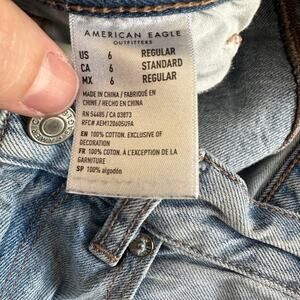 AMERICAN EAGLE
OUTFITTERS
US 6 REGULAR
CA 6 STANDARD
MX 6 REGULAR
MADE IN CHINA / FABRIQUÉ EN
CHINE / HECHO EN CHINA
RN 54485 / CA 03873
RFC# AEM120605U9A
EN 100% COTTON. EXCLUSIVE OF
DECORATION
FR 100% COTON. À L'EXCEPTION DE LA
GARNITURE
SP 100% algodón